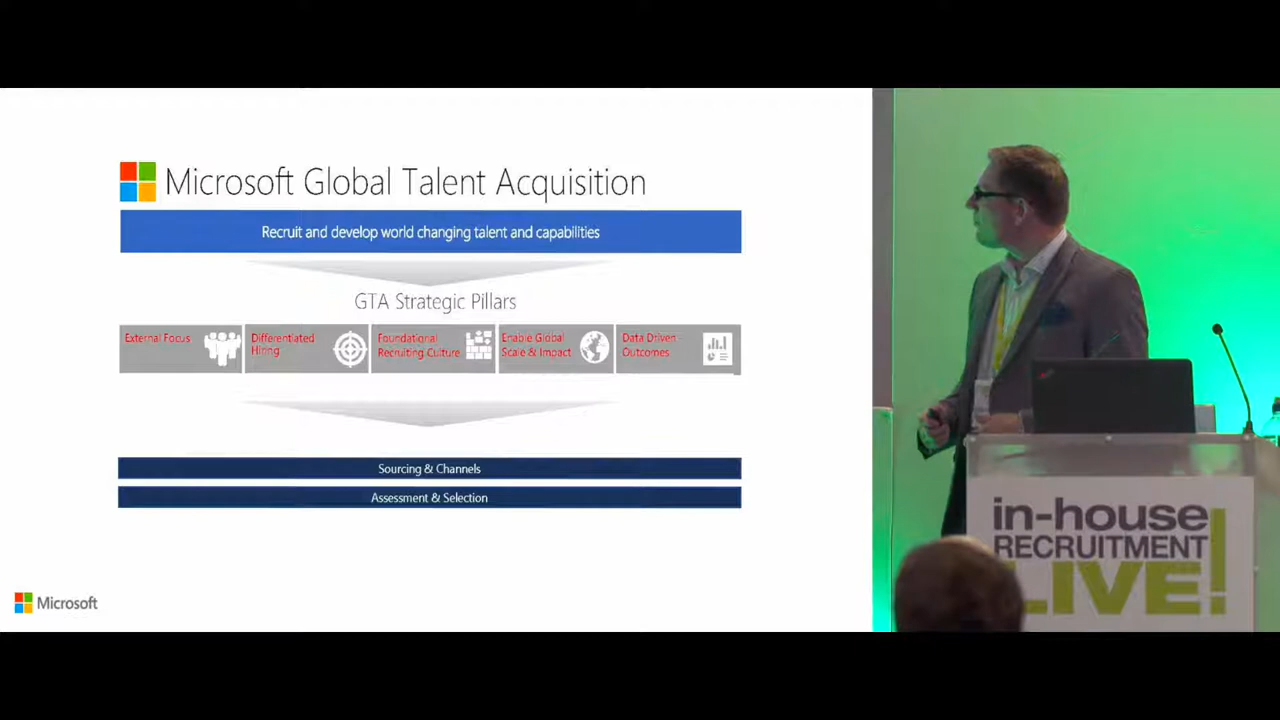 Microsoft Global Talent Acquisition
Recruit and develop world changing talent and capabilities
GTA Strategic Pillars
External Focus
Differentiated
Hiring
Foundational
Recruiting Culture
Enable Global
Scale & Impact
Data Driven
Outcomes
Sourcing & Channels
Assessment & Selection
Microsoft
in-house
RECRUITMENT
LIVE!